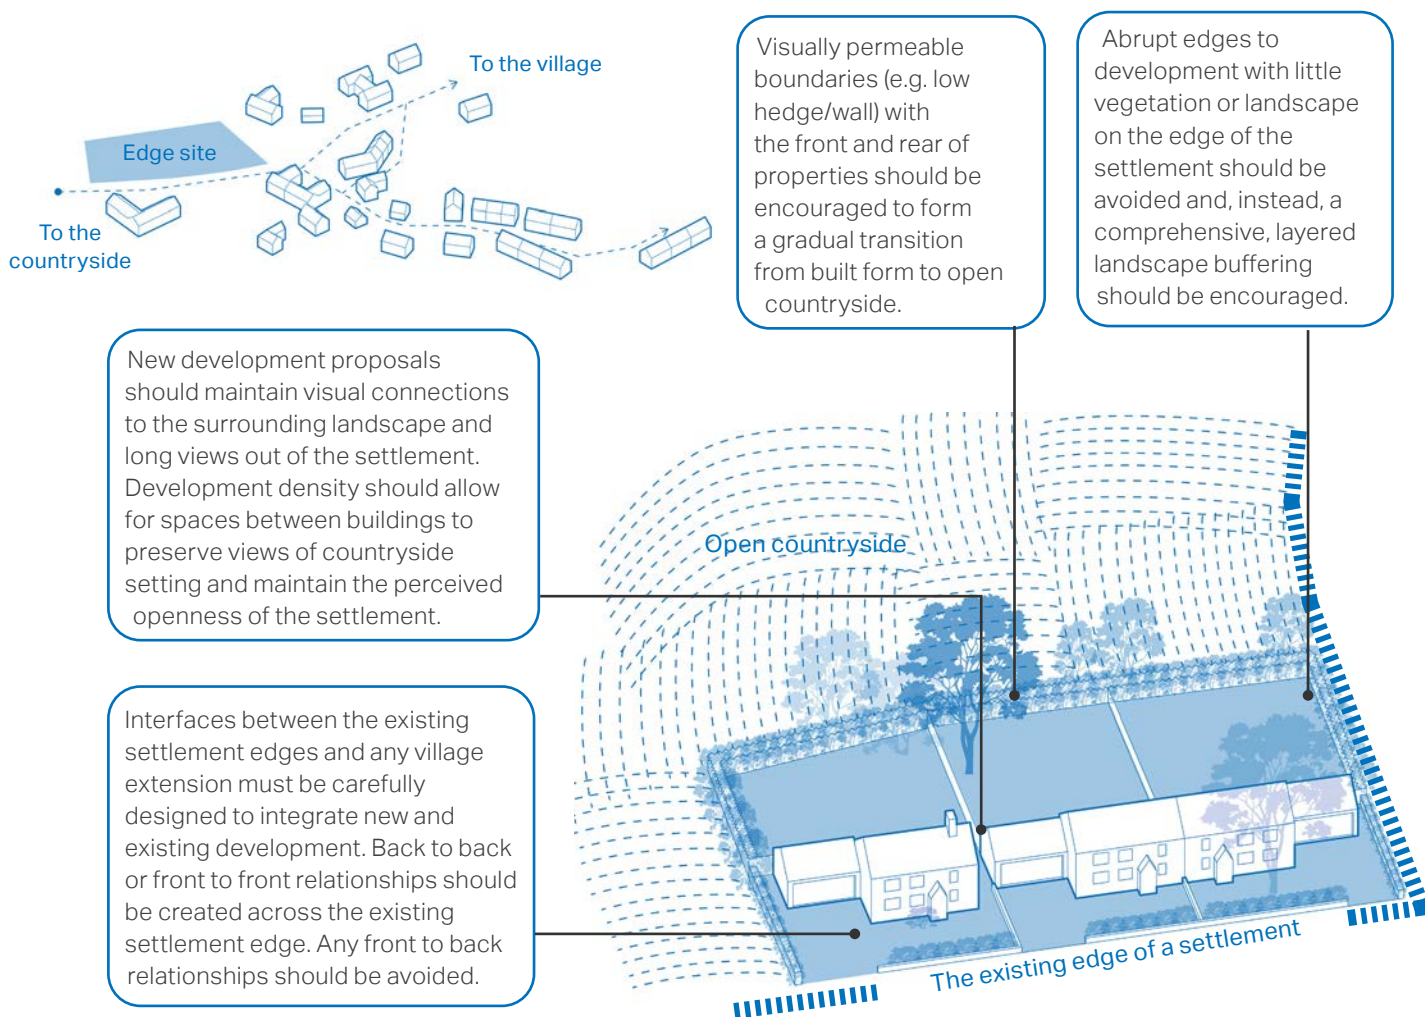 To the village
Edge site
To the
countryside
Visually permeable
boundaries (e.g. low
hedge/wall) with
the front and rear of
properties should be
encouraged to form
a gradual transition
from built form to open
countryside.
Abrupt edges to
development with little
vegetation or landscape
on the edge of the
settlement should be
avoided and, instead, a
comprehensive, layered
landscape buffering
should be encouraged.
New development proposals
should maintain visual connections
to the surrounding landscape and
long views out of the settlement.
Development density should allow
for spaces between buildings to
preserve views of countryside
setting and maintain the perceived
openness of the settlement.
Open countryside
Interfaces between the existing
settlement edges and any village
extension must be carefully
designed to integrate new and
existing development. Back to back
or front to front relationships should
be created across the existing
settlement edge. Any front to back
relationships should be avoided.
The existing edge of a settlement